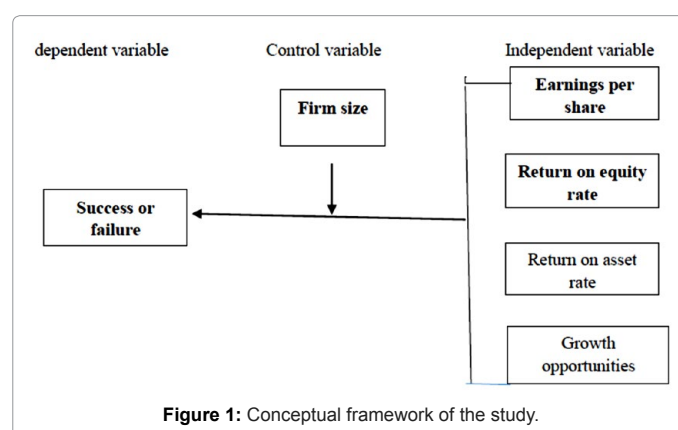 dependent variable
Control variable
Independent variable
Firm size
Earnings per
share
Return on equity
rate
Success or
failure
Return on asset
rate
Growth
opportunities
Figure 1: Conceptual framework of the study.